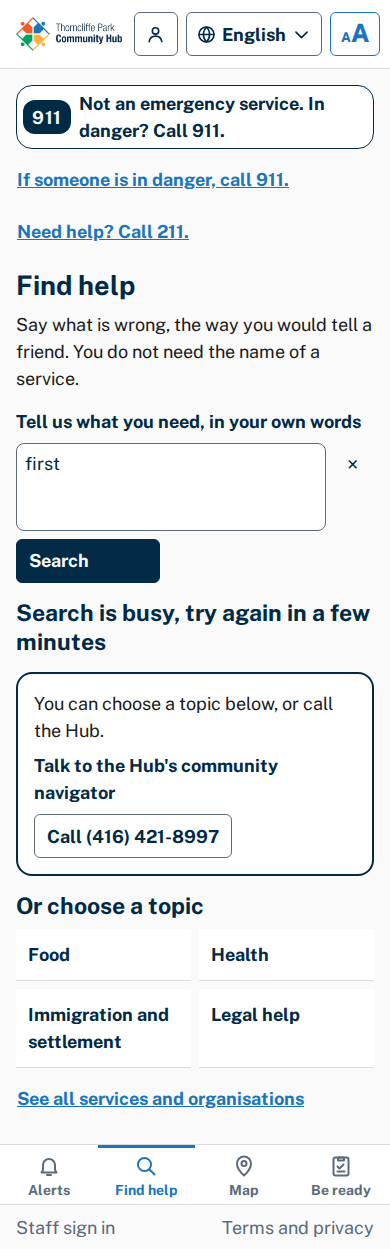 Thorncliffe Park
Community Hub
English
AA
911
Not an emergency service. In
danger? Call 911.
If someone is in danger, call 911.
Need help? Call 211.
Find help
Say what is wrong, the way you would tell a
friend. You do not need the name of a
service.
Tell us what you need, in your own words
first
×
Search
Search is busy, try again in a few
minutes
You can choose a topic below, or call
the Hub.
Talk to the Hub's community
navigator
Call (416) 421-8997
Or choose a topic
Food
Health
Immigration and
settlement
Legal help
See all services and organisations
Alerts
Find help
Map
Be ready
Staff sign in
Terms and privacy